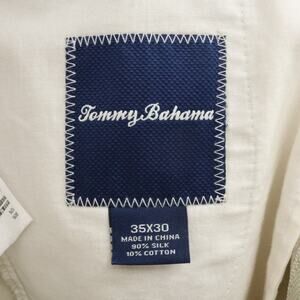 Tommy Bahama
35X30
MADE IN CHINA
90% SILK
10% COTTON